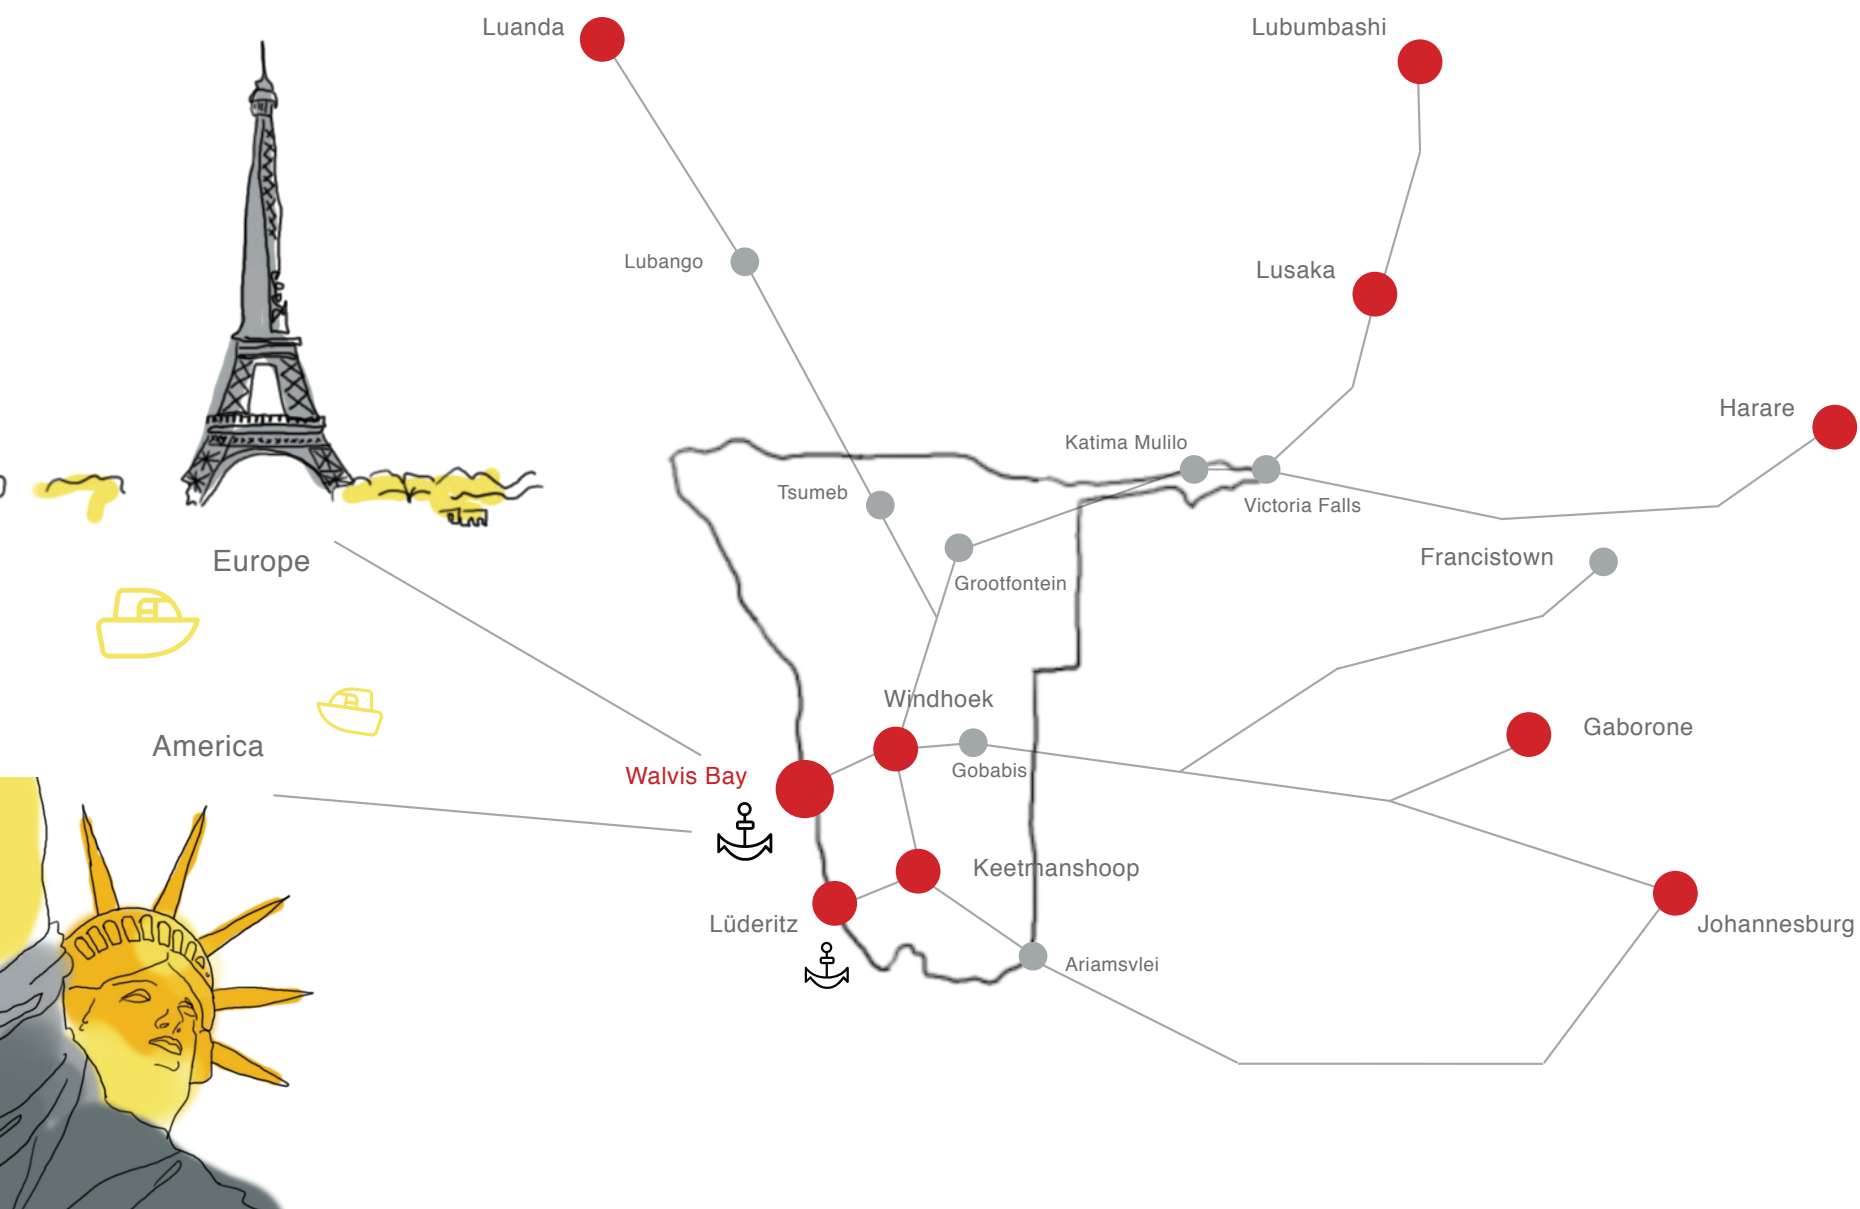 Luanda
Lubumbashi
Lubango
Lusaka
Harare
Katima Mulilo
Tsumeb
Victoria Falls
Europe
Francistown
Grootfontein
Windhoek
Gaborone
America
Walvis Bay
Gobabis
Keetmanshoop
Lüderitz
Johannesburg
Ariamsvlei